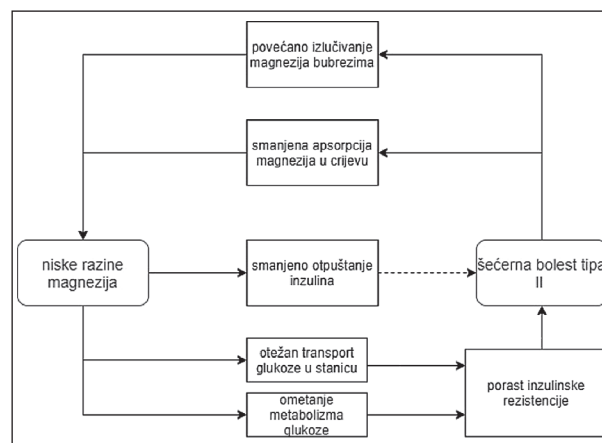 povećano izlučivanje
magnezija bubrezima
smanjena apsorpcija
magnezija u crijevu
niske razine
magnezija
smanjeno otpuštanje
inzulina
šećerna bolest tipa
II
otežan transport
glukoze u stanicu
ometanje
metabolizma
glukoze
porast inzulinske
rezistencije